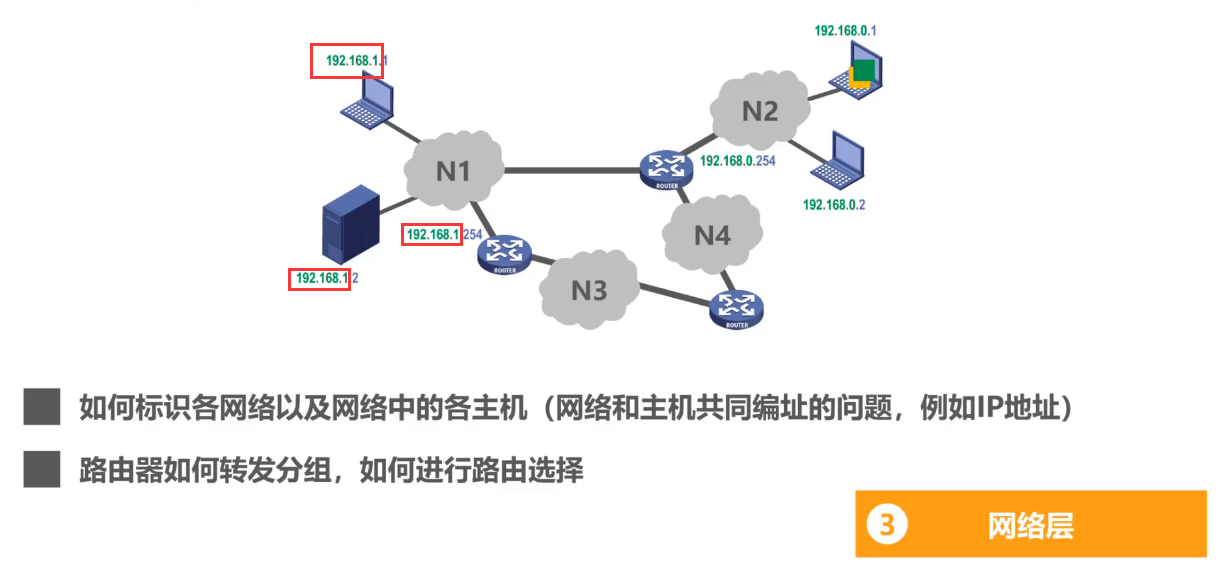 192.168.0.1
192.168.1.1
N2
N1
192.168.0.254
ROUTER
192.168.0.2
192.168.1.254
N4
ROUTER
192.168.1.2
N3
ROUTER
如何标识各网络以及网络中的各主机（网络和主机共同编址的问题，例如IP地址）
路由器如何转发分组，如何进行路由选择
3 网络层